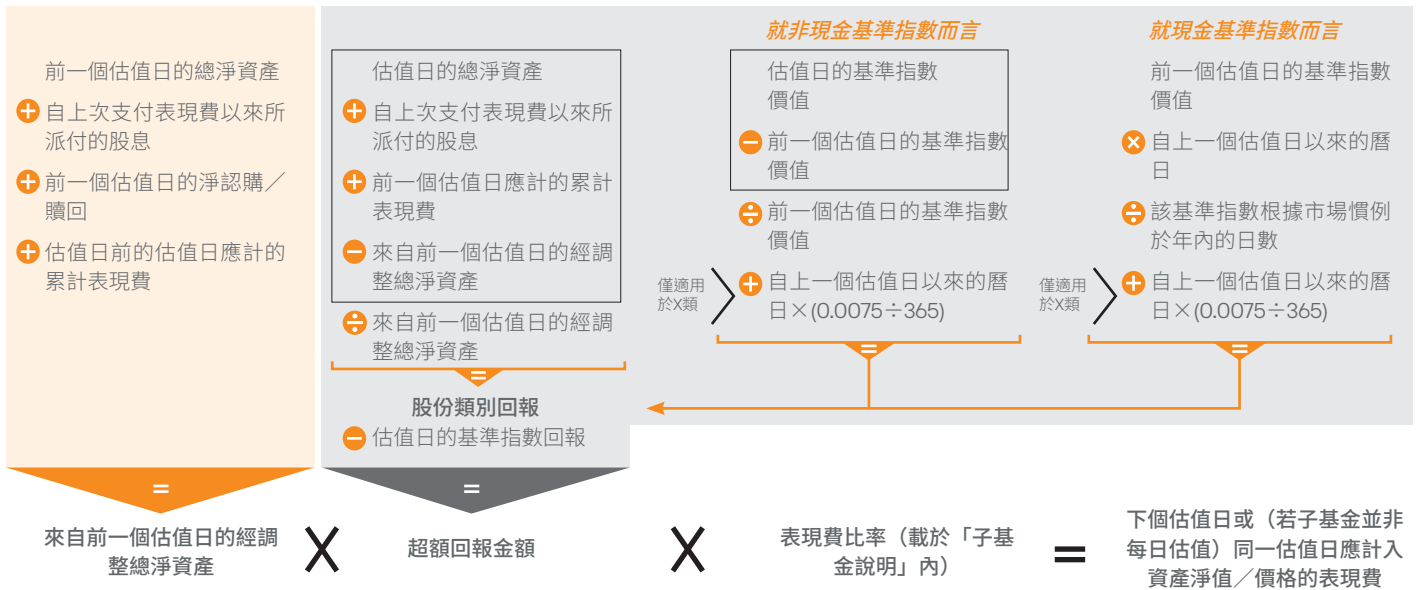 前一個估值日的總淨資產
+ 自上次支付表現費以來所
派付的股息
+ 前一個估值日的淨認購／
贖回
+ 估值日前的估值日應計的
累計表現費
=
來自前一個估值日的經調
整總淨資產
×
估值日的總淨資產
+ 自上次支付表現費以來所
派付的股息
+ 前一個估值日應計的累計
表現費
− 來自前一個估值日的經調
整總淨資產
÷ 來自前一個估值日的經調
整總淨資產
=
股份類別回報
− 估值日的基準指數回報
=
超額回報金額
就非現金基準指數而言
估值日的基準指數
價值
− 前一個估值日的基準指數
價值
÷ 前一個估值日的基準指數
價值
僅適用
於X類
+ 自上一個估值日以來的曆
日×(0.0075÷365)
=
就現金基準指數而言
前一個估值日的基準指數
價值
× 自上一個估值日以來的曆
日
÷ 該基準指數根據市場慣例
於年內的日數
僅適用
於X類
+ 自上一個估值日以來的曆
日×(0.0075÷365)
=
×
表現費比率（載於「子基
金說明」內）
=
下個估值日或（若子基金並非
每日估值）同一估值日應計入
資產淨值／價格的表現費